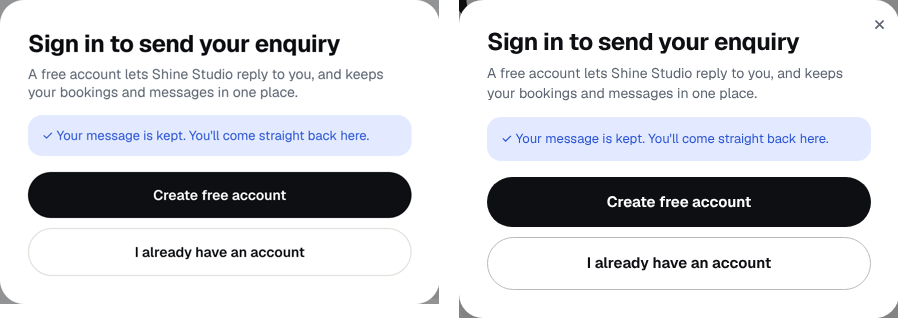 Sign in to send your enquiry
A free account lets Shine Studio reply to you, and keeps
your bookings and messages in one place.
✓ Your message is kept. You'll come straight back here.
Create free account
I already have an account
×
Sign in to send your enquiry
A free account lets Shine Studio reply to you, and keeps
your bookings and messages in one place.
✓ Your message is kept. You'll come straight back here.
Create free account
I already have an account